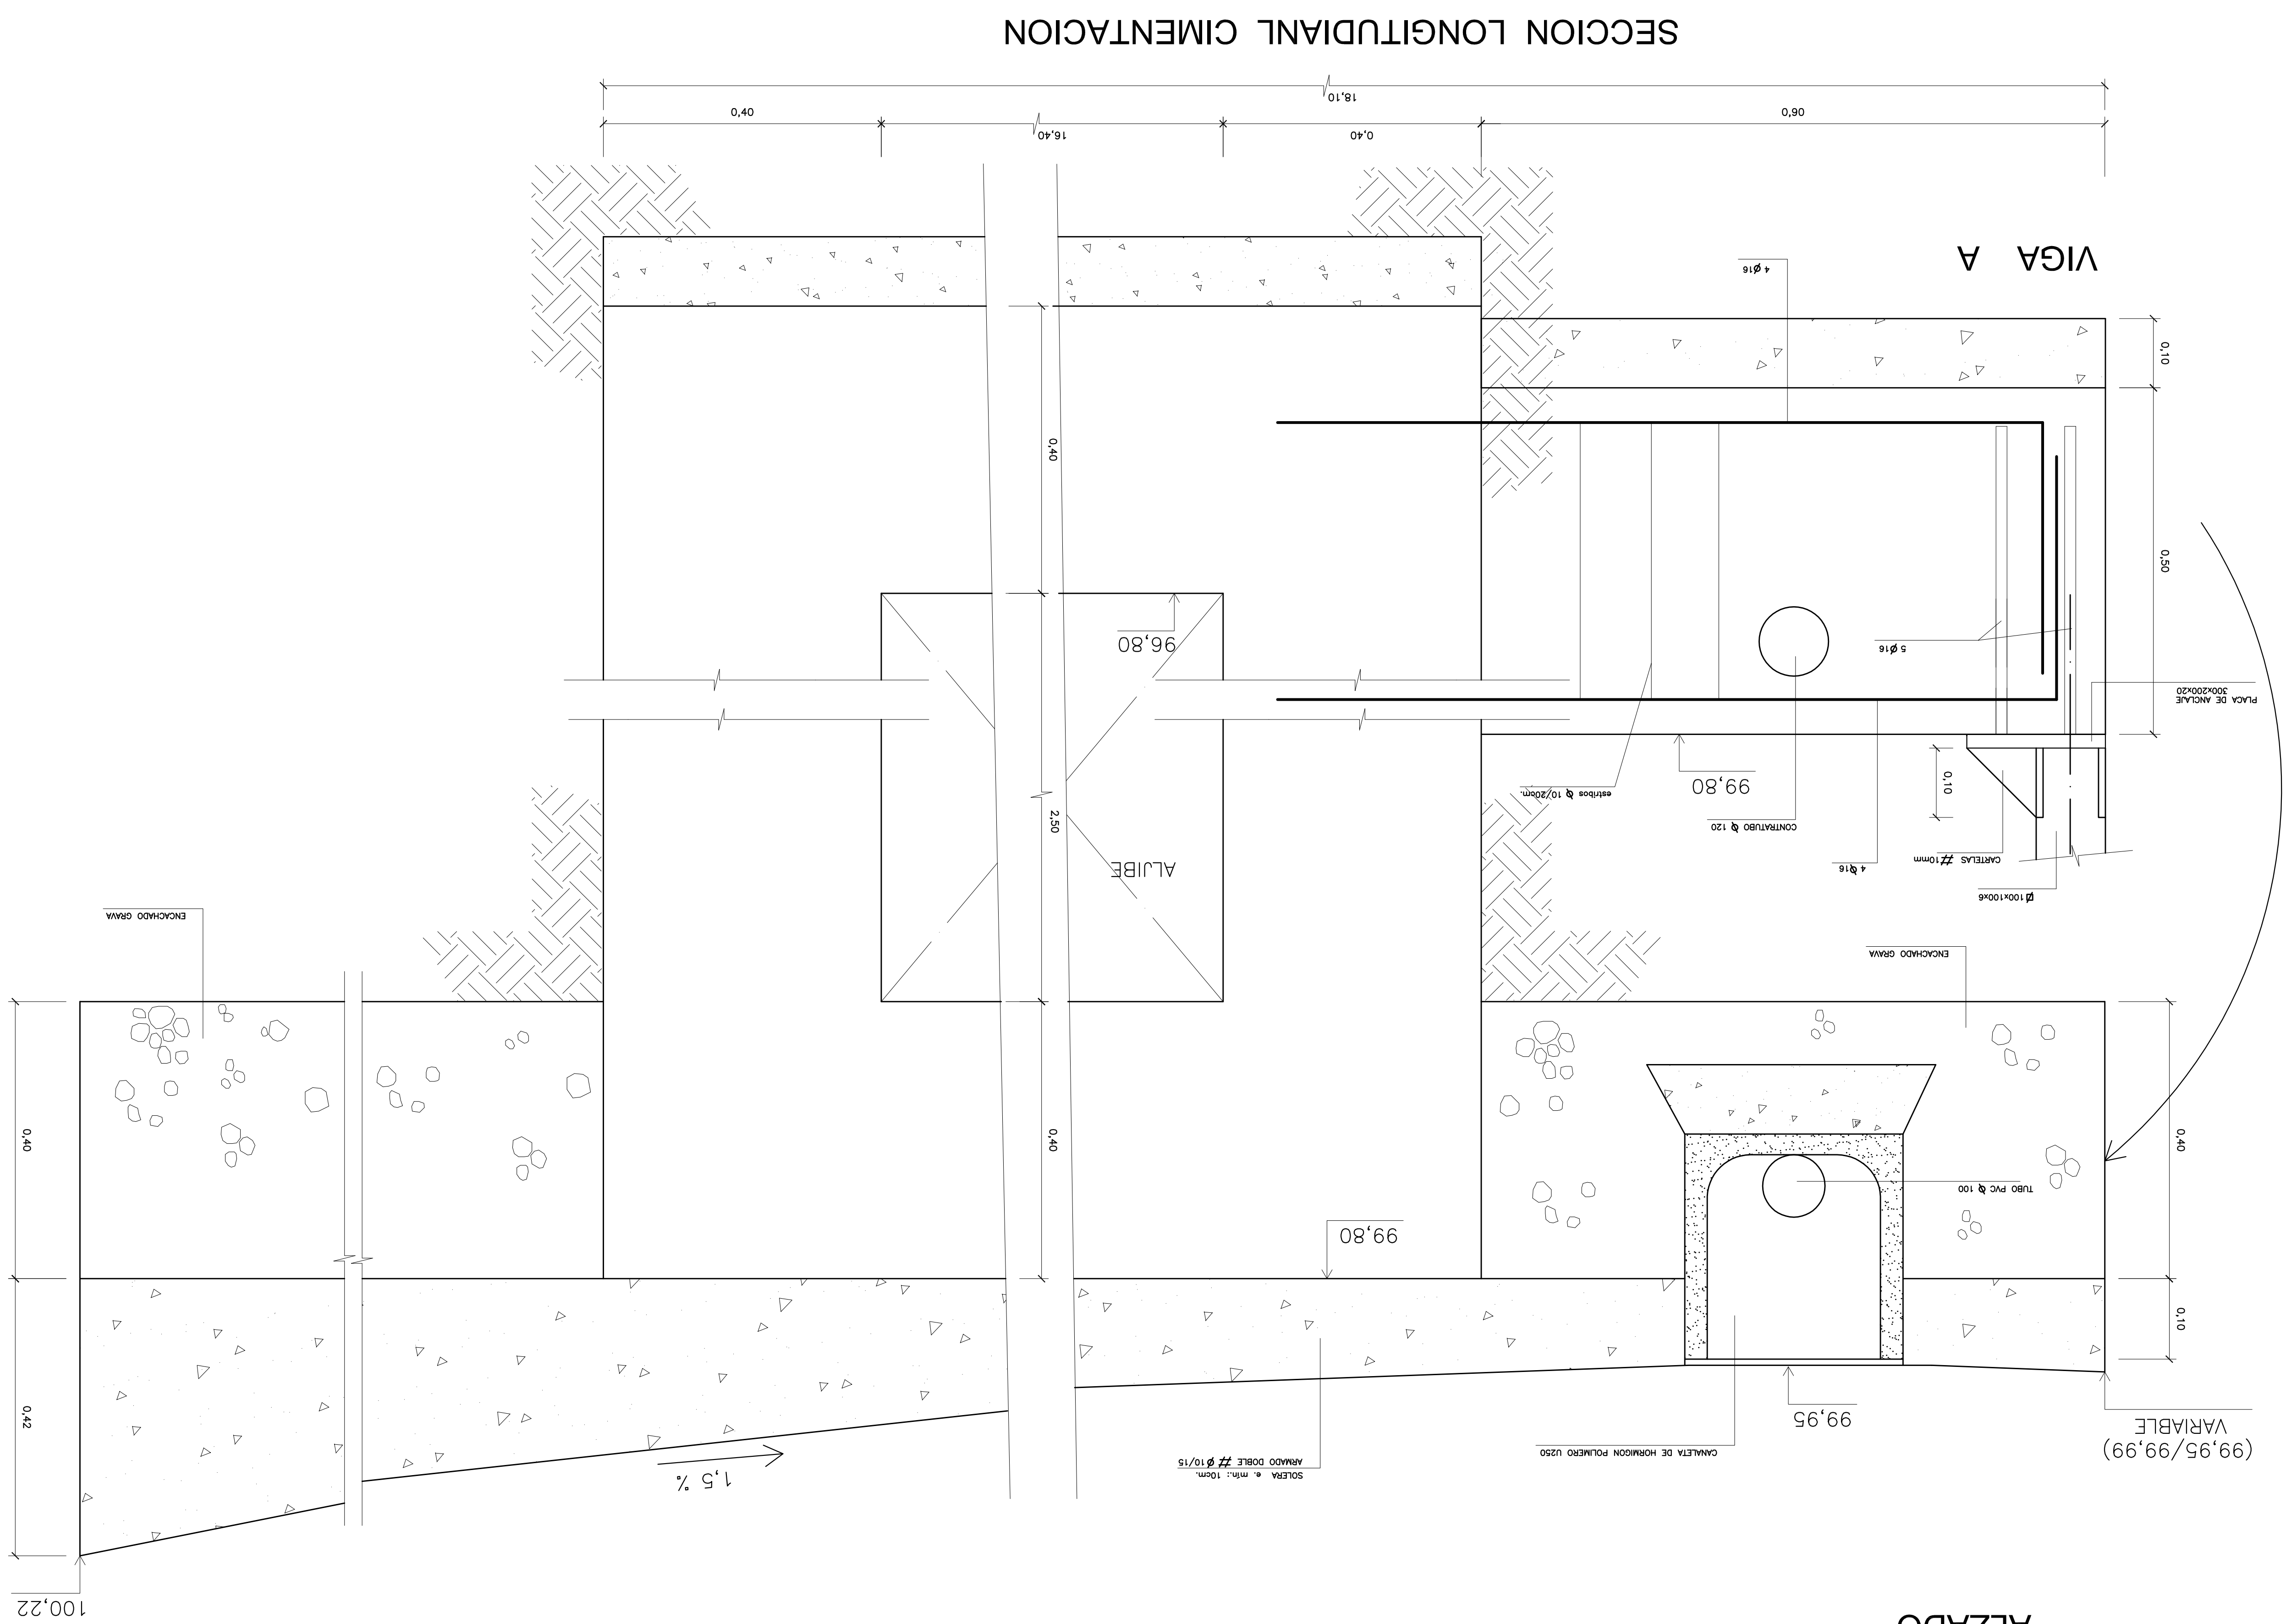 ALZADO
100,22
(99,95/99,99)
VARIABLE
99,95
CANALETA DE HORMIGON POLIMERO U250
SOLERA e. mín.: 10cm.
ARMADO DOBLE # Ø10/15
1,5 %
0,10
0,42
99,80
TUBO PVC Ø 100
0,40
0,40
0,40
ENCACHADO GRAVA
ENCACHADO GRAVA
Ø100x100x6
CARTELAS #10mm
4 Ø16
ALJIBE
CONTRATUBO Ø 120
2,50
estribos Ø 10/20cm.
0,10
99,80
PLACA DE ANCLAJE
300x200x20
5 Ø16
96,80
0,50
0,40
0,10
4 Ø16
VIGA A
0,90
0,40
16,40
0,40
18,10
SECCION LONGITUDIANL CIMENTACION